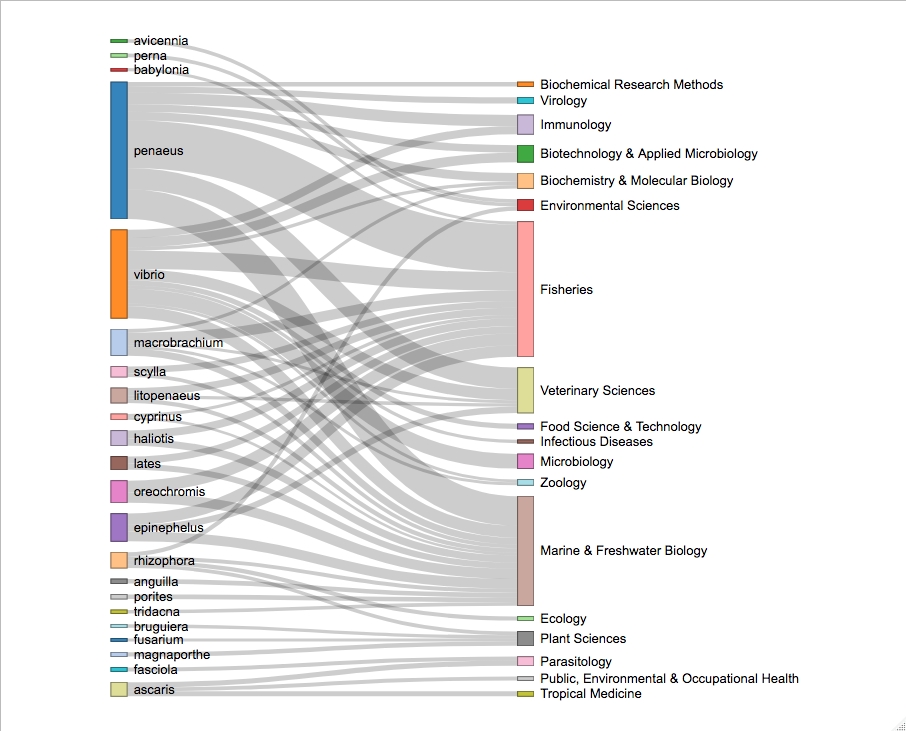 avicennia
perna
babylonia
penaeus
vibrio
macrobrachium
scylla
litopenaeus
cyprinus
haliotis
lates
oreochromis
epinephelus
rhizophora
anguilla
porites
tridacna
bruguiera
fusarium
magnaporthe
fasciola
ascaris
Biochemical Research Methods
Virology
Immunology
Biotechnology & Applied Microbiology
Biochemistry & Molecular Biology
Environmental Sciences
Fisheries
Veterinary Sciences
Food Science & Technology
Infectious Diseases
Microbiology
Zoology
Marine & Freshwater Biology
Ecology
Plant Sciences
Parasitology
Public, Environmental & Occupational Health
Tropical Medicine